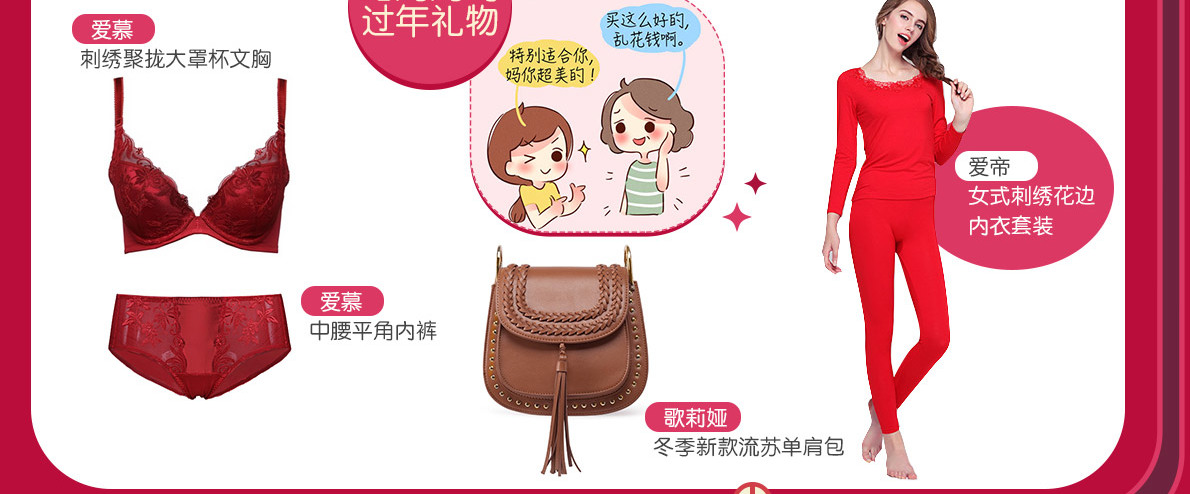 过年礼物
买这么好的,
乱花钱啊。
特别适合你,
妈你超美的!
爱慕
刺绣聚拢大罩杯文胸
爱帝
女式刺绣花边
内衣套装
爱慕
中腰平角内裤
歌莉娅
冬季新款流苏单肩包